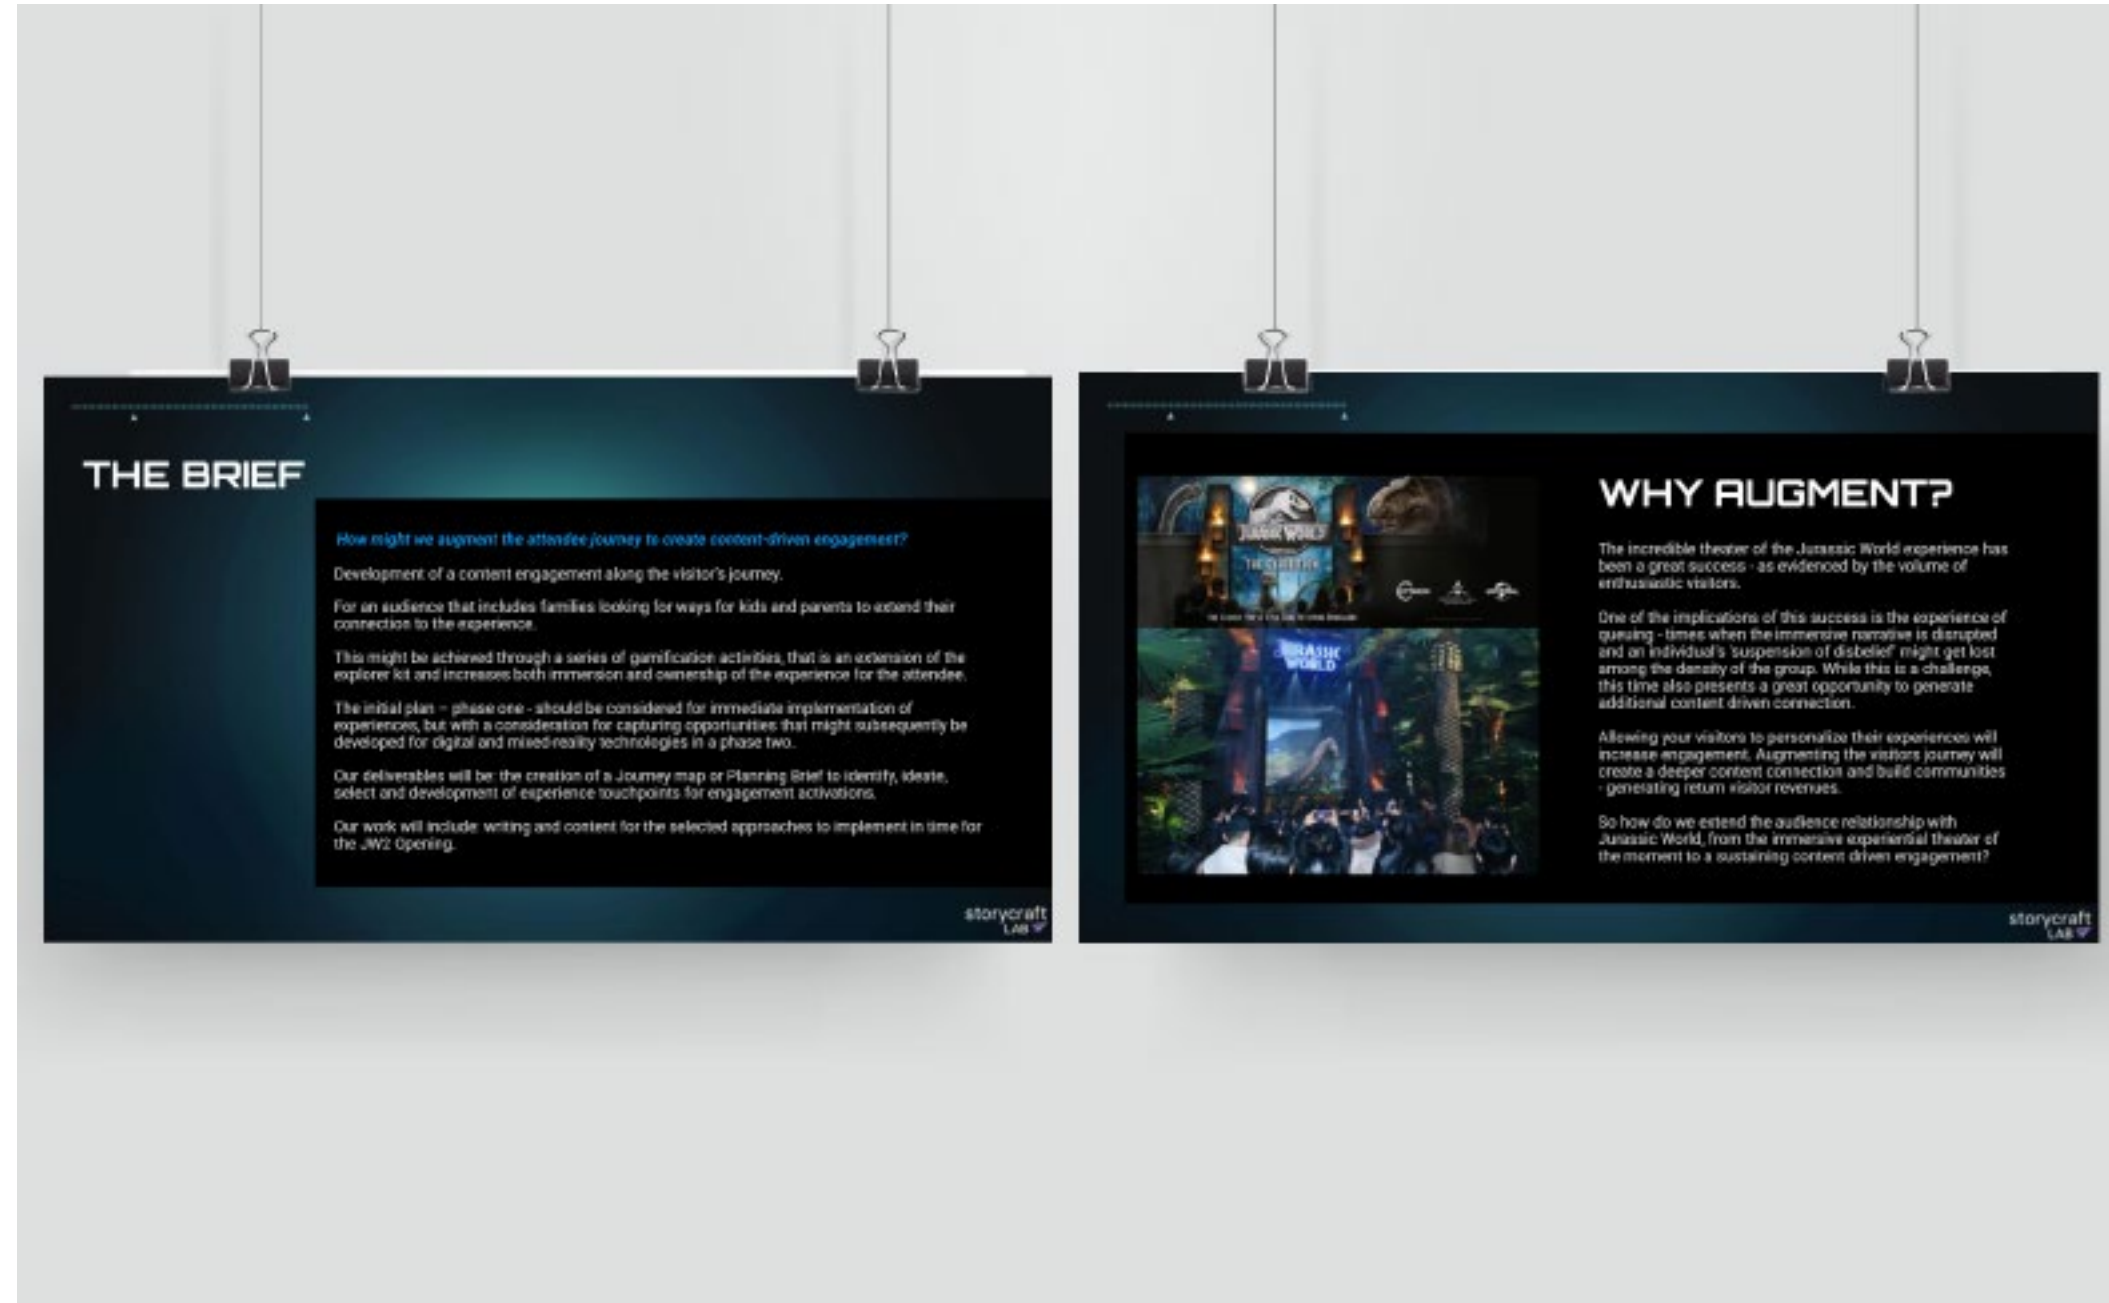 THE BRIEF
How might we augment the attendee journey to create content-driven engagement?
Development of a content engagement along the visitor's journey.
For an audience that includes families looking for ways for kids and parents to extend their
connection to the experience.
This might be achieved through a series of gamification activities, that is an extension of the
explorer kit and increases both immersion and ownership of the experience for the attendee.
The initial plan – phase one - should be considered for immediate implementation of
experiences, but with a consideration for capturing opportunities that might subsequently be
developed for digital and mixed-reality technologies in a phase two.
Our deliverables will be: the creation of a Journey map or Planning Brief to identify, ideate,
select and development of experience touchpoints for engagement activations.
Our work will include: writing and content for the selected approaches to implement in time for
the JW2 Opening.
storycraft
LAB
JURASSIC WORLD
THE EXHIBITION
JURASSIC
WORLD
WHY AUGMENT?
The incredible theater of the Jurassic World experience has
been a great success - as evidenced by the volume of
enthusiastic visitors.
One of the implications of this success is the experience of
queuing - times when the immersive narrative is disrupted
and an individual's 'suspension of disbelief' might get lost
among the density of the group. While this is a challenge,
this time also presents a great opportunity to generate
additional content driven connection.
Allowing your visitors to personalize their experiences will
increase engagement. Augmenting the visitors journey will
create a deeper content connection and build communities
- generating return visitor revenues.
So how do we extend the audience relationship with
Jurassic World, from the immersive experiential theater of
the moment to a sustaining content driven engagement?
storycraft
LAB